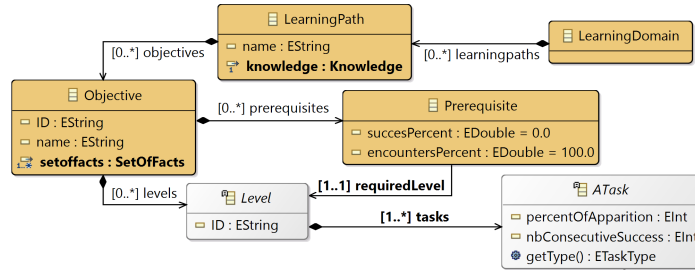 LearningPath
name : EString
knowledge : Knowledge
1
[0..*] objectives
[0..*] learningpaths
LearningDomain
Objective
ID : EString
name : EString
setoffacts : SetOfFacts
1..*
[0..*] prerequisites
Prerequisite
succesPercent : EDouble = 0.0
encountersPercent : EDouble = 100.0
[0..*] levels
Level
ID : EString
[1..1] requiredLevel
[1..*] tasks
ATask
percentOfApparition : EInt
nbConsecutiveSuccess : EInt
getType() : ETaskType